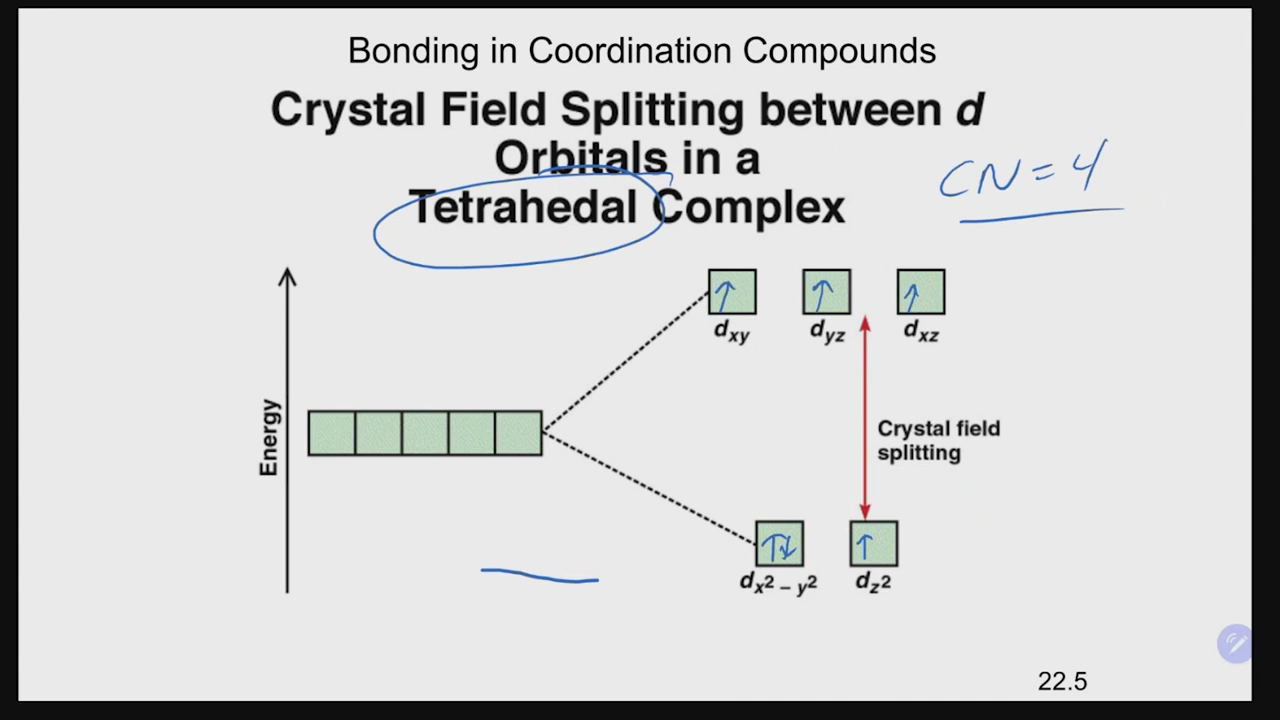 Bonding in Coordination Compounds
Crystal Field Splitting between d
Orbitals in a
Tetrahedal Complex
CN = 4
Energy
↑ ↑ ↑
dxy dyz dxz
Crystal field
splitting
↑↓ ↑
dx2 – y2 dz2
22.5